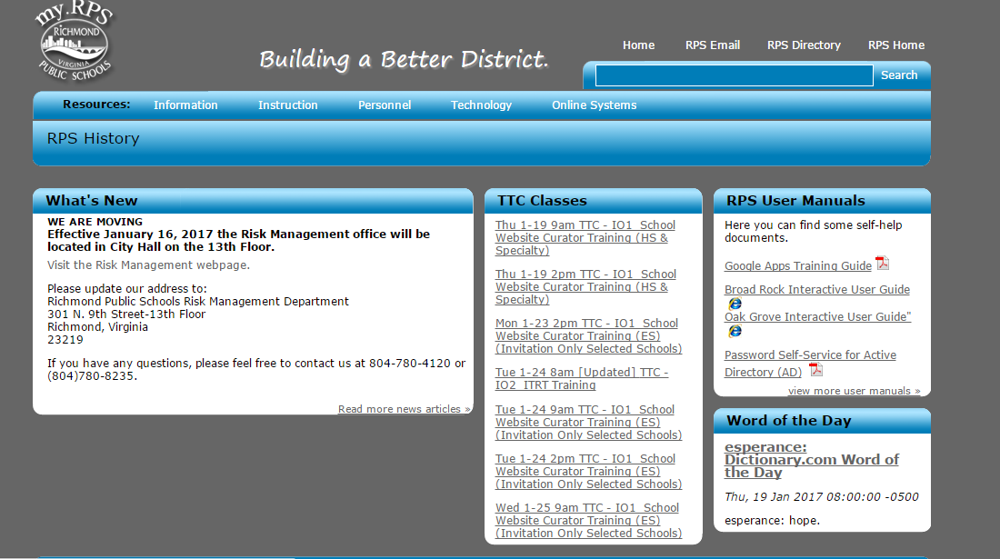 my.RPS
RICHMOND
VIRGINIA
PUBLIC SCHOOLS
Building a Better District.
Home RPS Email RPS Directory RPS Home
Search
Resources: Information Instruction Personnel Technology Online Systems
RPS History
What's New
WE ARE MOVING
Effective January 16, 2017 the Risk Management office will be
located in City Hall on the 13th Floor.
Visit the Risk Management webpage.
Please update our address to:
Richmond Public Schools Risk Management Department
301 N. 9th Street-13th Floor
Richmond, Virginia
23219
If you have any questions, please feel free to contact us at 804-780-4120 or
(804)780-8235.
Read more news articles »
TTC Classes
Thu 1-19 9am TTC - IO1 School
Website Curator Training (HS &
Specialty)
Thu 1-19 2pm TTC - IO1 School
Website Curator Training (HS &
Specialty)
Mon 1-23 2pm TTC - IO1 School
Website Curator Training (ES)
(Invitation Only Selected Schools)
Tue 1-24 8am [Updated] TTC -
IO2 ITRT Training
Tue 1-24 9am TTC - IO1 School
Website Curator Training (ES)
(Invitation Only Selected Schools)
Tue 1-24 2pm TTC - IO1 School
Website Curator Training (ES)
(Invitation Only Selected Schools)
Wed 1-25 9am TTC - IO1 School
Website Curator Training (ES)
(Invitation Only Selected Schools)
RPS User Manuals
Here you can find some self-help
documents.
Google Apps Training Guide
Broad Rock Interactive User Guide
Oak Grove Interactive User Guide"
Password Self-Service for Active
Directory (AD)
view more user manuals »
Word of the Day
esperance:
Dictionary.com Word of
the Day
Thu, 19 Jan 2017 08:00:00 -0500
esperance: hope.